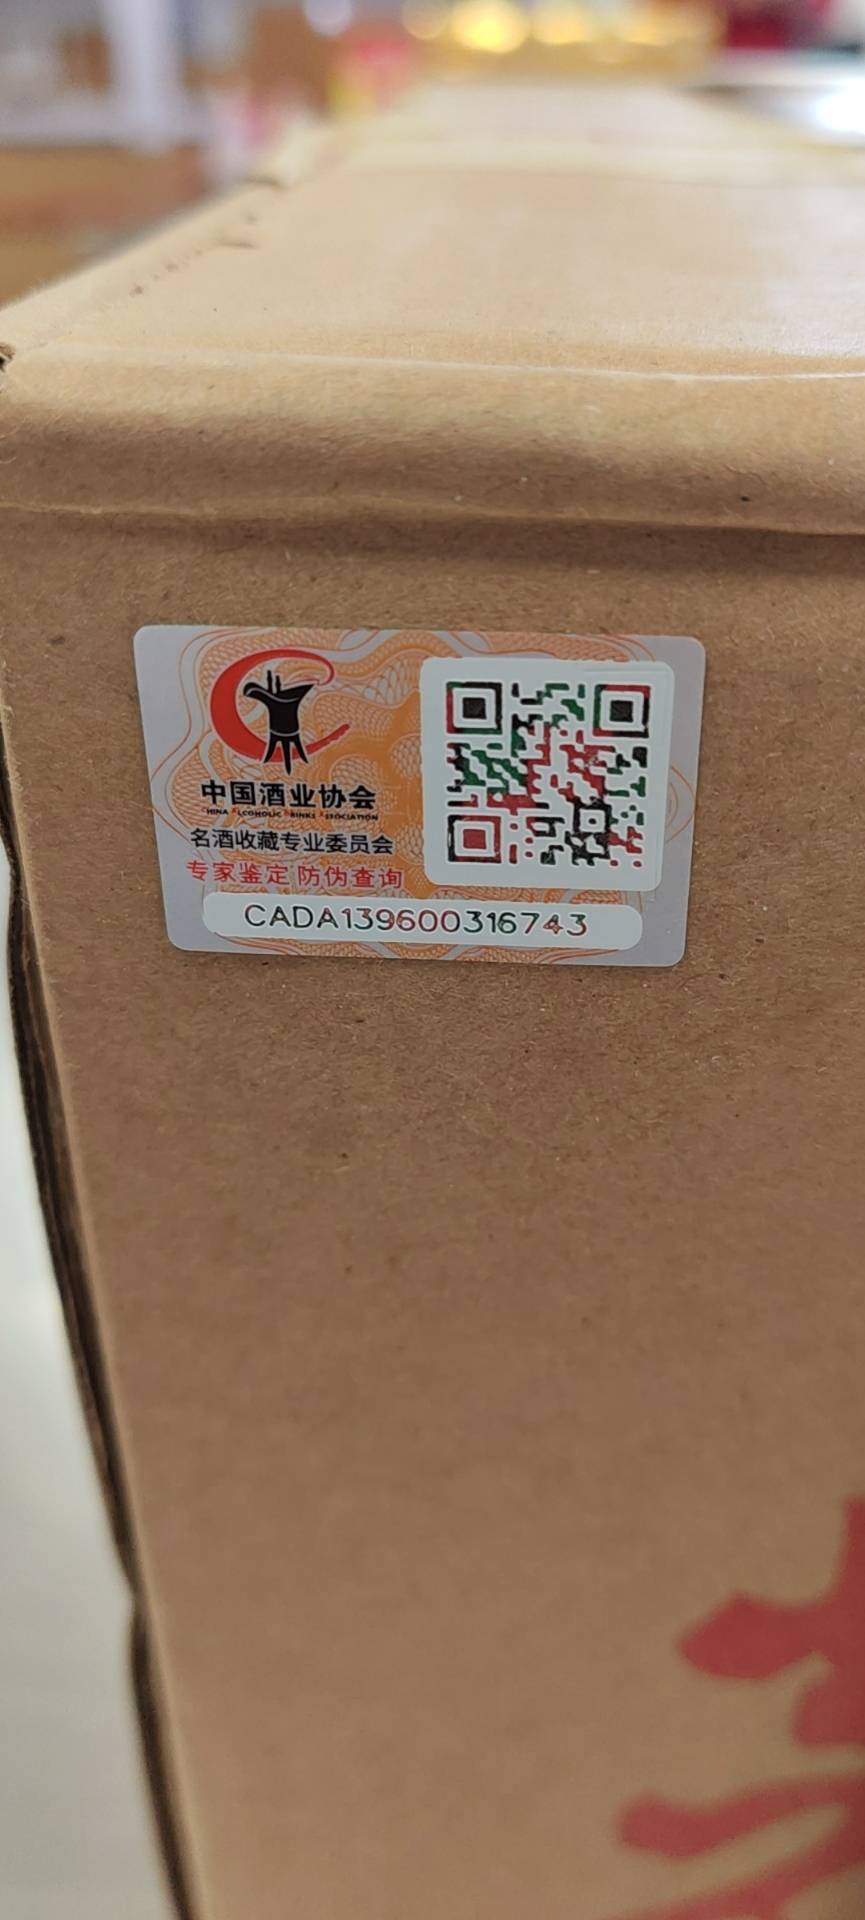 中国酒业协会
CHINA ALCOHOLIC DRINKS ASSOCIATION
名酒收藏专业委员会
专家鉴定 防伪查询
CADA139600316743